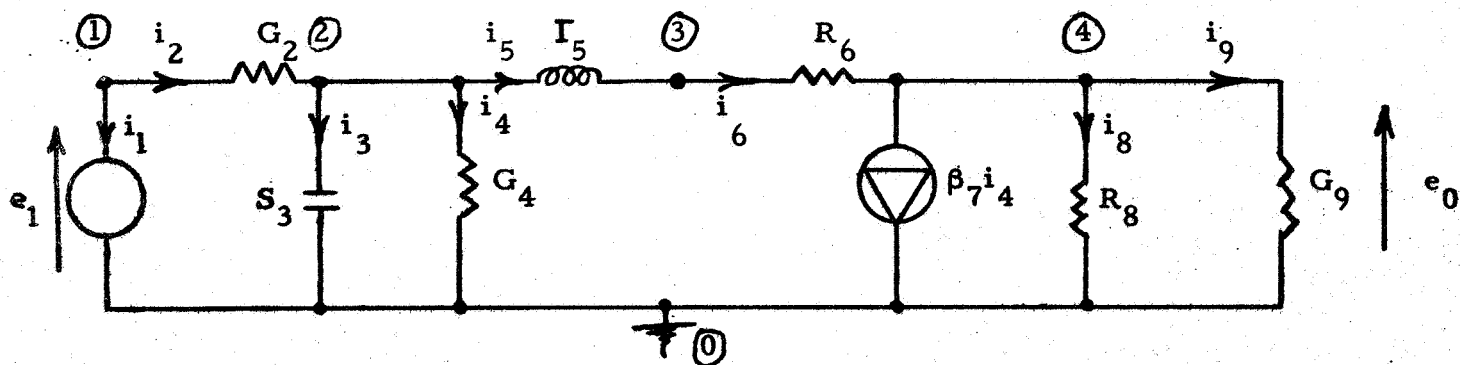 ① i₂ G₂ ② i₅ Γ₅ ③ R₆ ④ i₉
i₁ i₃ i₄ i₆ i₈
e₁ S₃ G₄ β₇i₄ R₈ G₉ e₀
⓪